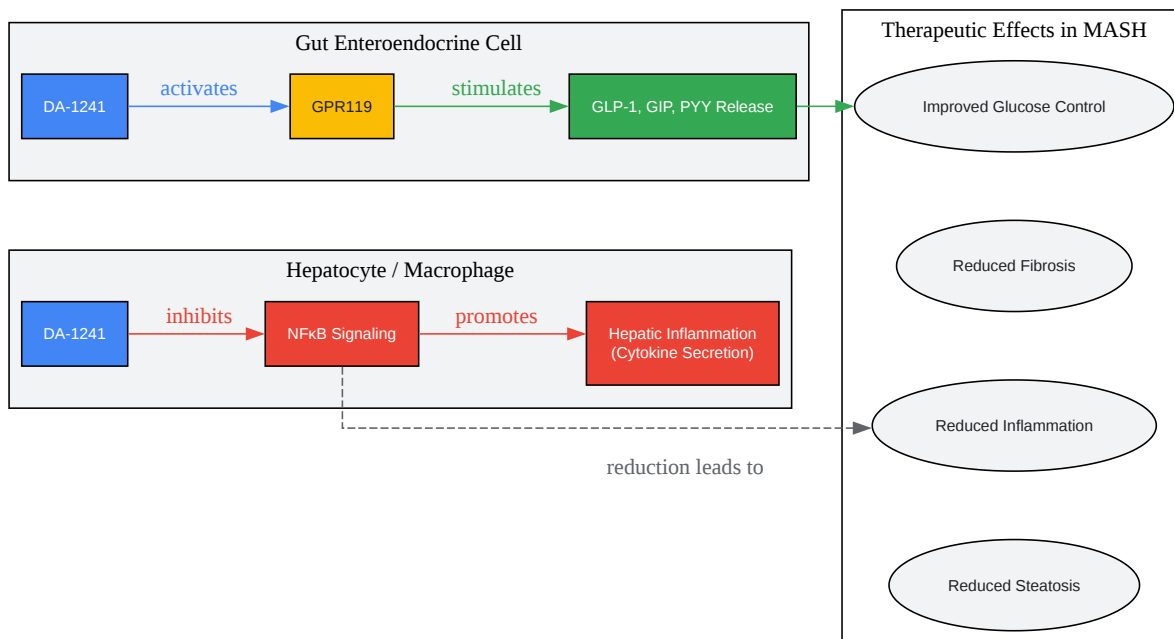 Therapeutic Effects in MASH
Gut Enteroendocrine Cell
DA-1241
activates
GPR119
stimulates
GLP-1, GIP, PYY Release
Improved Glucose Control
Reduced Fibrosis
Hepatocyte / Macrophage
DA-1241
inhibits
NFκB Signaling
promotes
Hepatic Inflammation
(Cytokine Secretion)
Reduced Inflammation
reduction leads to
Reduced Steatosis